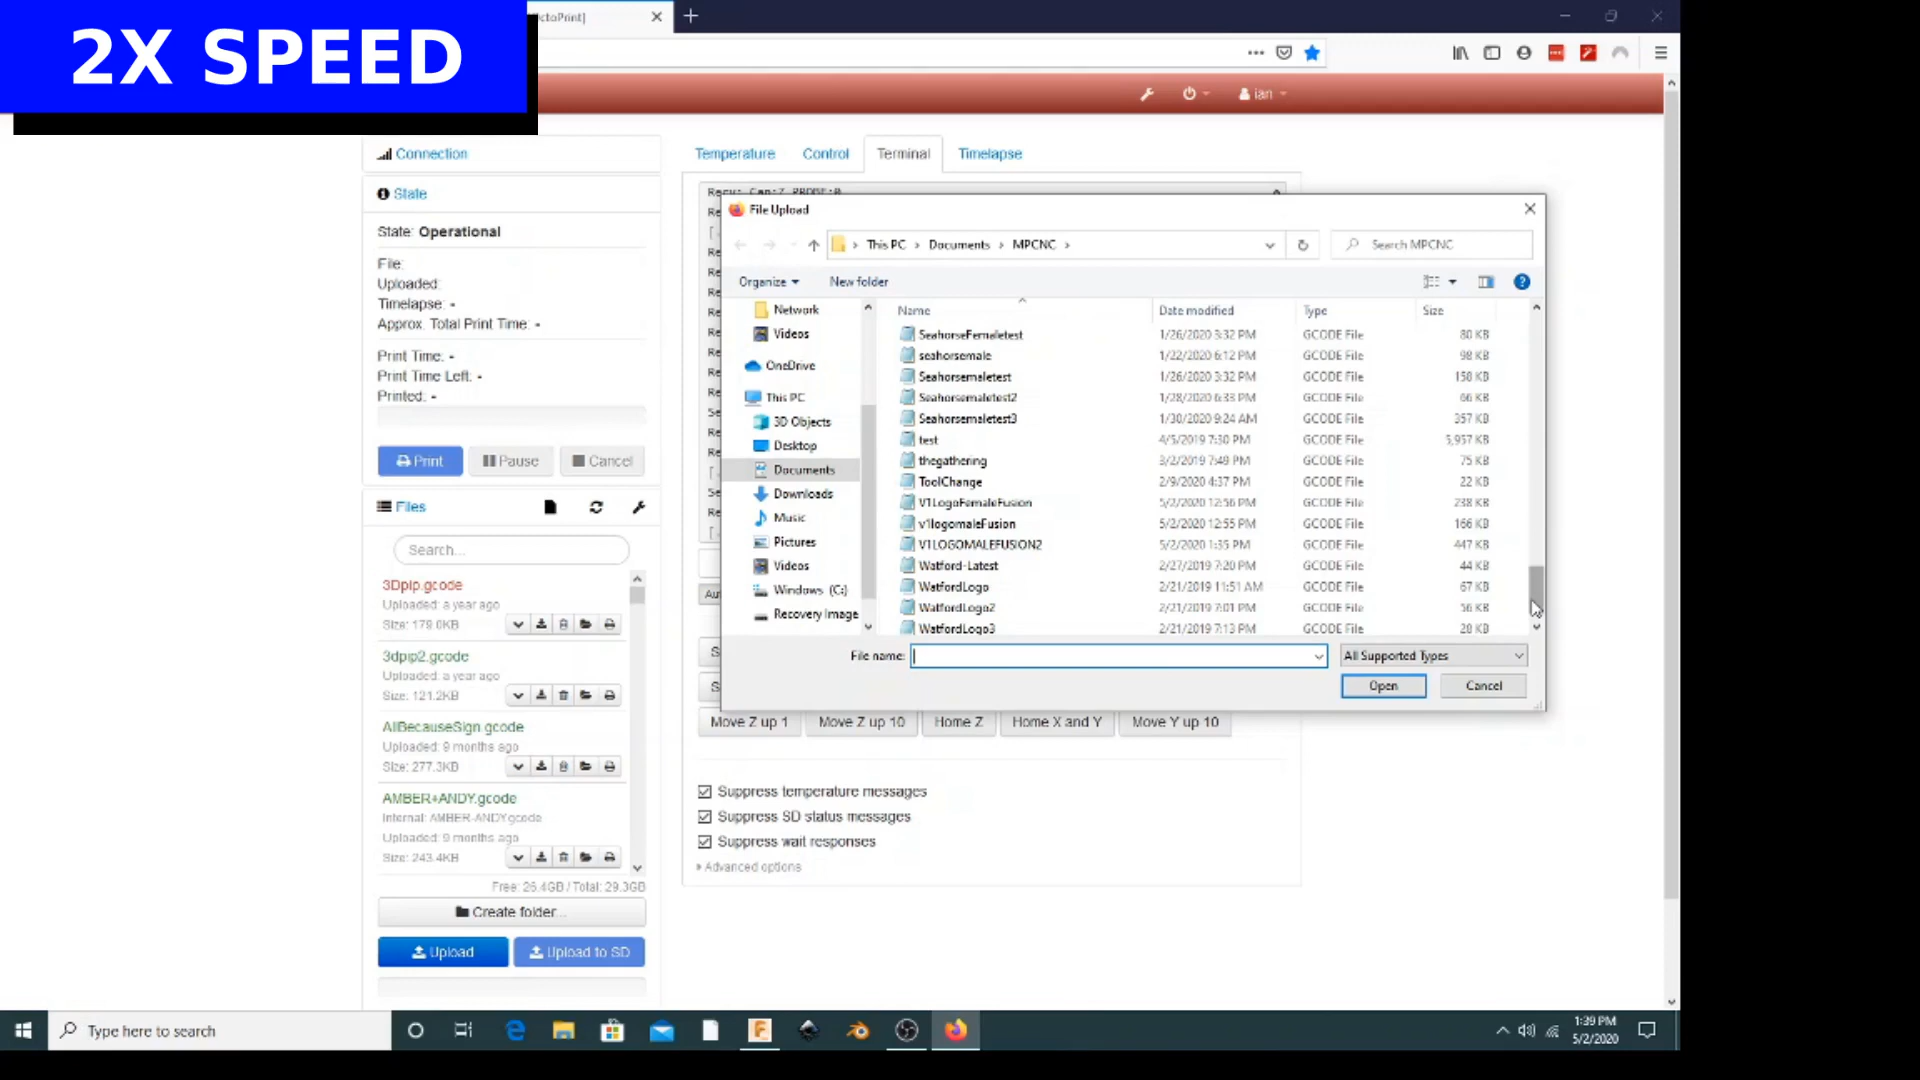 2X SPEED
ctoPrint]
ian
Connection
State
State: Operational
File:
Uploaded:
Timelapse: -
Approx. Total Print Time: -
Print Time: -
Print Time Left: -
Printed: -
Print
Pause
Cancel
Files
Search...
3Dpip.gcode
Uploaded: a year ago
Size: 179.0KB
3dpip2.gcode
Uploaded: a year ago
Size: 121.2KB
AllBecauseSign.gcode
Uploaded: 9 months ago
Size: 277.3KB
AMBER+ANDY.gcode
Internal: AMBER-ANDY.gcode
Uploaded: 9 months ago
Size: 243.4KB
Free: 26.4GB / Total: 29.3GB
Create folder...
Upload
Upload to SD
Temperature
Control
Terminal
Timelapse
Recv: Cap:Z_PROBE:0
File Upload
This PC > Documents > MPCNC >
Search MPCNC
Organize
New folder
Network
Videos
OneDrive
This PC
3D Objects
Desktop
Documents
Downloads
Music
Pictures
Videos
Windows (C:)
Recovery Image
Name Date modified Type Size
SeahorseFemaletest 1/26/2020 3:32 PM GCODE File 80 KB
seahorsemale 1/22/2020 6:12 PM GCODE File 98 KB
Seahorsemaletest 1/26/2020 3:32 PM GCODE File 158 KB
Seahorsemaletest2 1/28/2020 6:33 PM GCODE File 66 KB
Seahorsemaletest3 1/30/2020 9:24 AM GCODE File 357 KB
test 4/5/2019 7:30 PM GCODE File 5,957 KB
thegathering 3/2/2019 7:49 PM GCODE File 75 KB
ToolChange 2/9/2020 4:37 PM GCODE File 22 KB
V1LogoFemaleFusion 5/2/2020 12:56 PM GCODE File 238 KB
v1logomaleFusion 5/2/2020 12:55 PM GCODE File 166 KB
V1LOGOMALEFUSION2 5/2/2020 1:35 PM GCODE File 447 KB
Watford-Latest 2/27/2019 7:20 PM GCODE File 44 KB
WatfordLogo 2/21/2019 11:51 AM GCODE File 67 KB
WatfordLogo2 2/21/2019 7:01 PM GCODE File 56 KB
WatfordLogo3 2/21/2019 7:13 PM GCODE File 28 KB
File name:
All Supported Types
Open
Cancel
Move Z up 1
Move Z up 10
Home Z
Home X and Y
Move Y up 10
Suppress temperature messages
Suppress SD status messages
Suppress wait responses
Advanced options
Type here to search
1:39 PM
5/2/2020